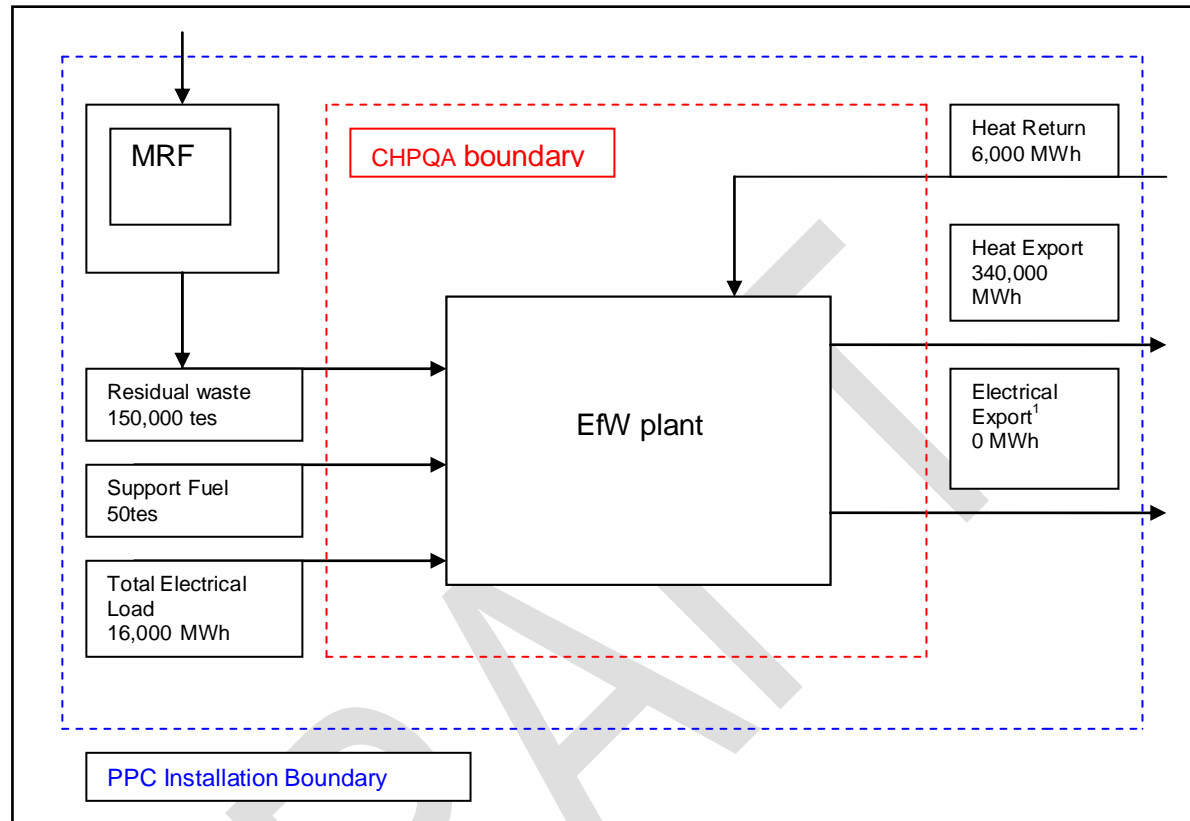 MRF
CHPQA boundary
Heat Return
6,000 MWh
Heat Export
340,000
MWh
Residual waste
150,000 tes
EfW plant
Electrical
Export1
0 MWh
Support Fuel
50tes
Total Electrical
Load
16,000 MWh
PPC Installation Boundary